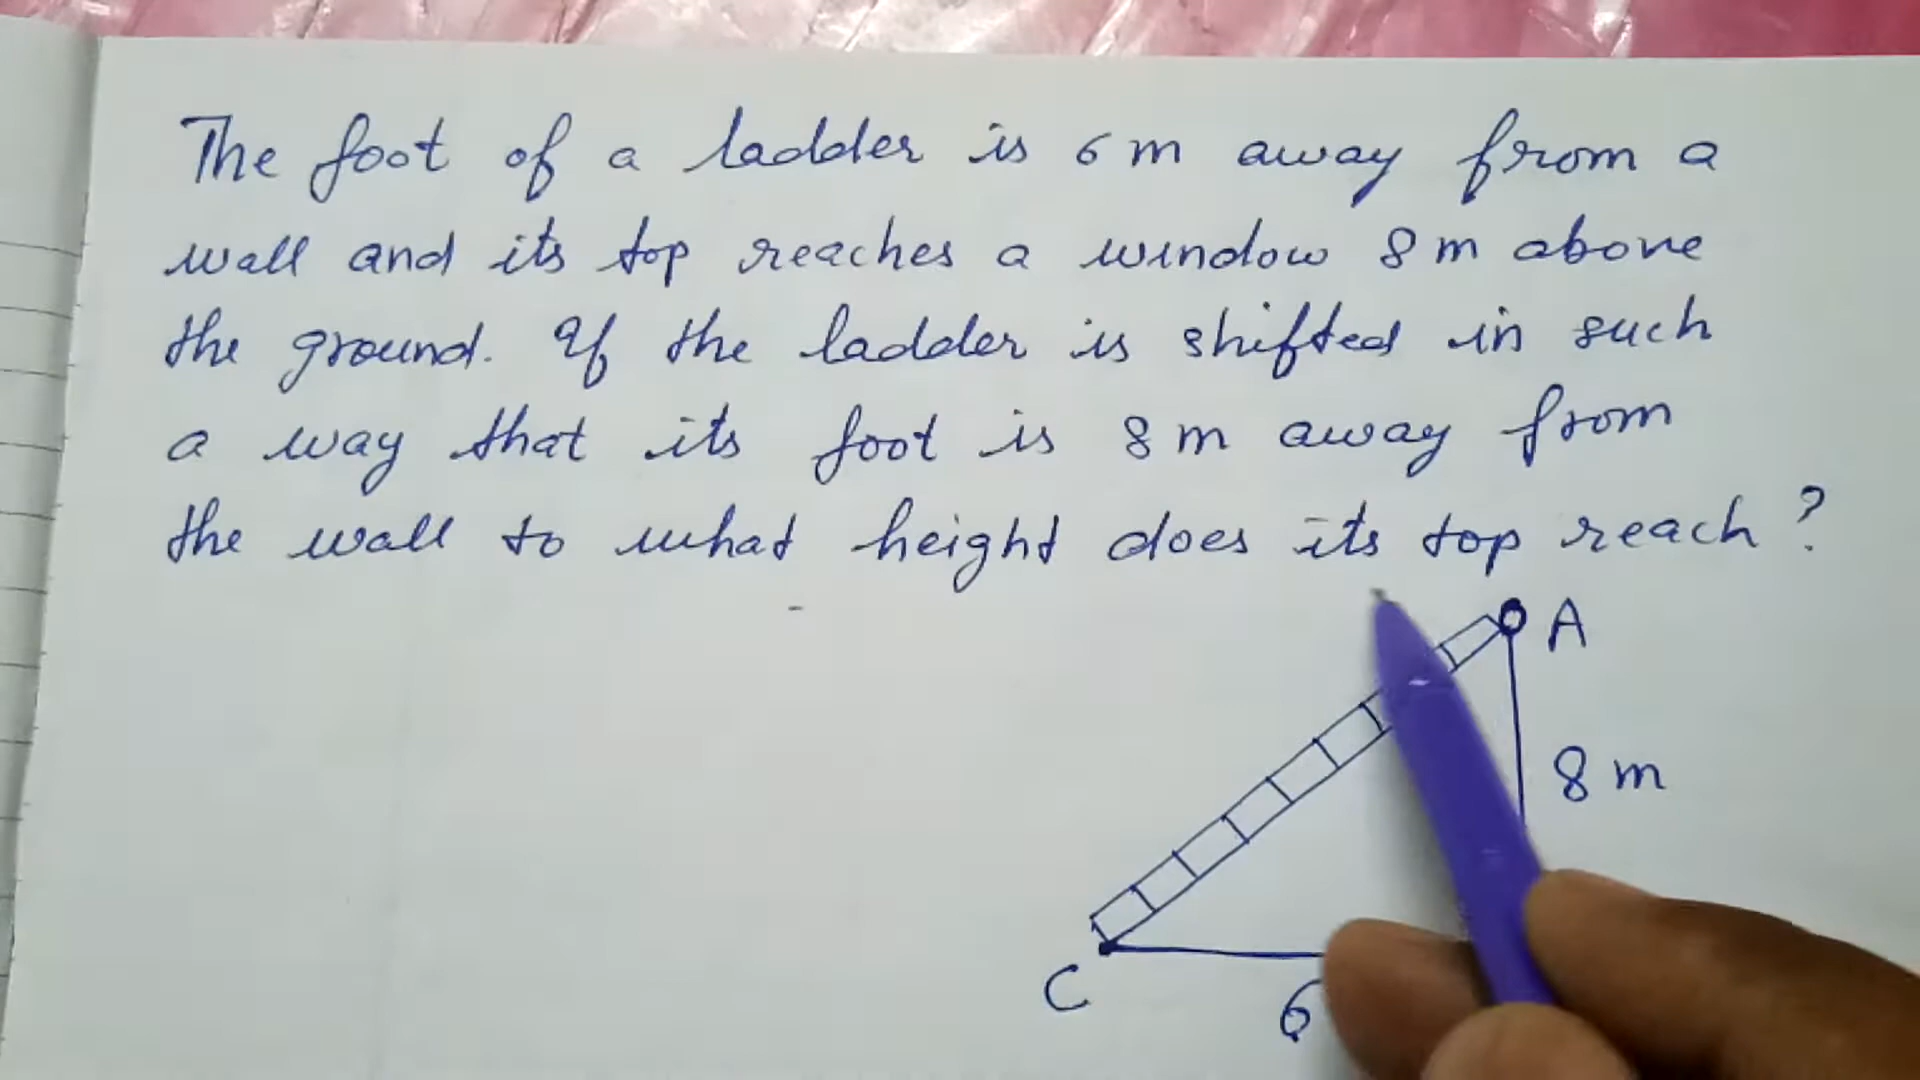 The foot of a ladder is 6 m away from a
wall and its top reaches a window 8 m above
the ground. If the ladder is shifted in such
a way that its foot is 8 m away from
the wall to what height does its top reach?
A
8 m
C
6